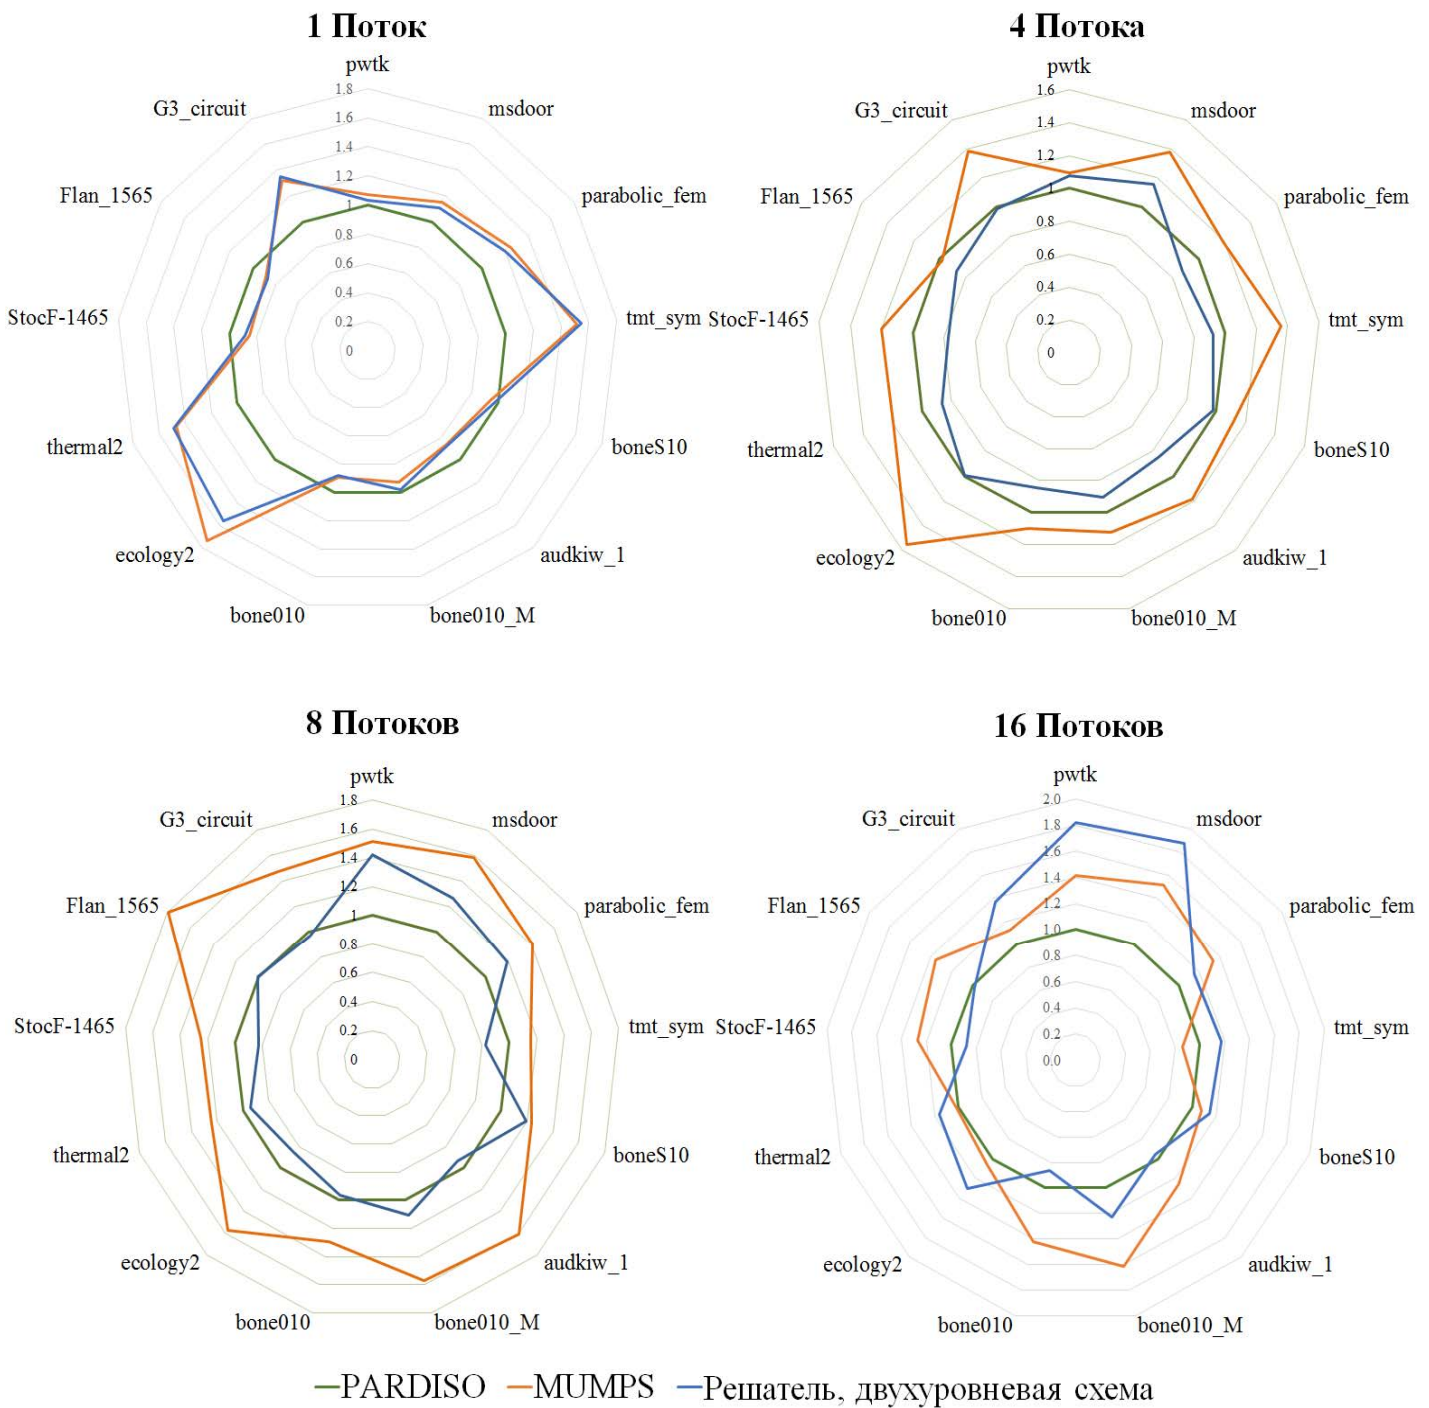 1 Поток
pwtk
msdoor
parabolic_fem
tmt_sym
boneS10
audkiw_1
bone010_M
bone010
ecology2
thermal2
StocF-1465
Flan_1565
G3_circuit
1.8
1.6
1.4
1.2
1
0.8
0.6
0.4
0.2
0
4 Потока
pwtk
msdoor
parabolic_fem
tmt_sym
boneS10
audkiw_1
bone010_M
bone010
ecology2
thermal2
StocF-1465
Flan_1565
G3_circuit
1.6
1.4
1.2
1
0.8
0.6
0.4
0.2
0
8 Потоков
pwtk
msdoor
parabolic_fem
tmt_sym
boneS10
audkiw_1
bone010_M
bone010
ecology2
thermal2
StocF-1465
Flan_1565
G3_circuit
1.8
1.6
1.4
1.2
1
0.8
0.6
0.4
0.2
0
16 Потоков
pwtk
msdoor
parabolic_fem
tmt_sym
boneS10
audkiw_1
bone010_M
bone010
ecology2
thermal2
StocF-1465
Flan_1565
G3_circuit
2.0
1.8
1.6
1.4
1.2
1.0
0.8
0.6
0.4
0.2
0.0
PARDISO MUMPS Решатель, двухуровневая схема